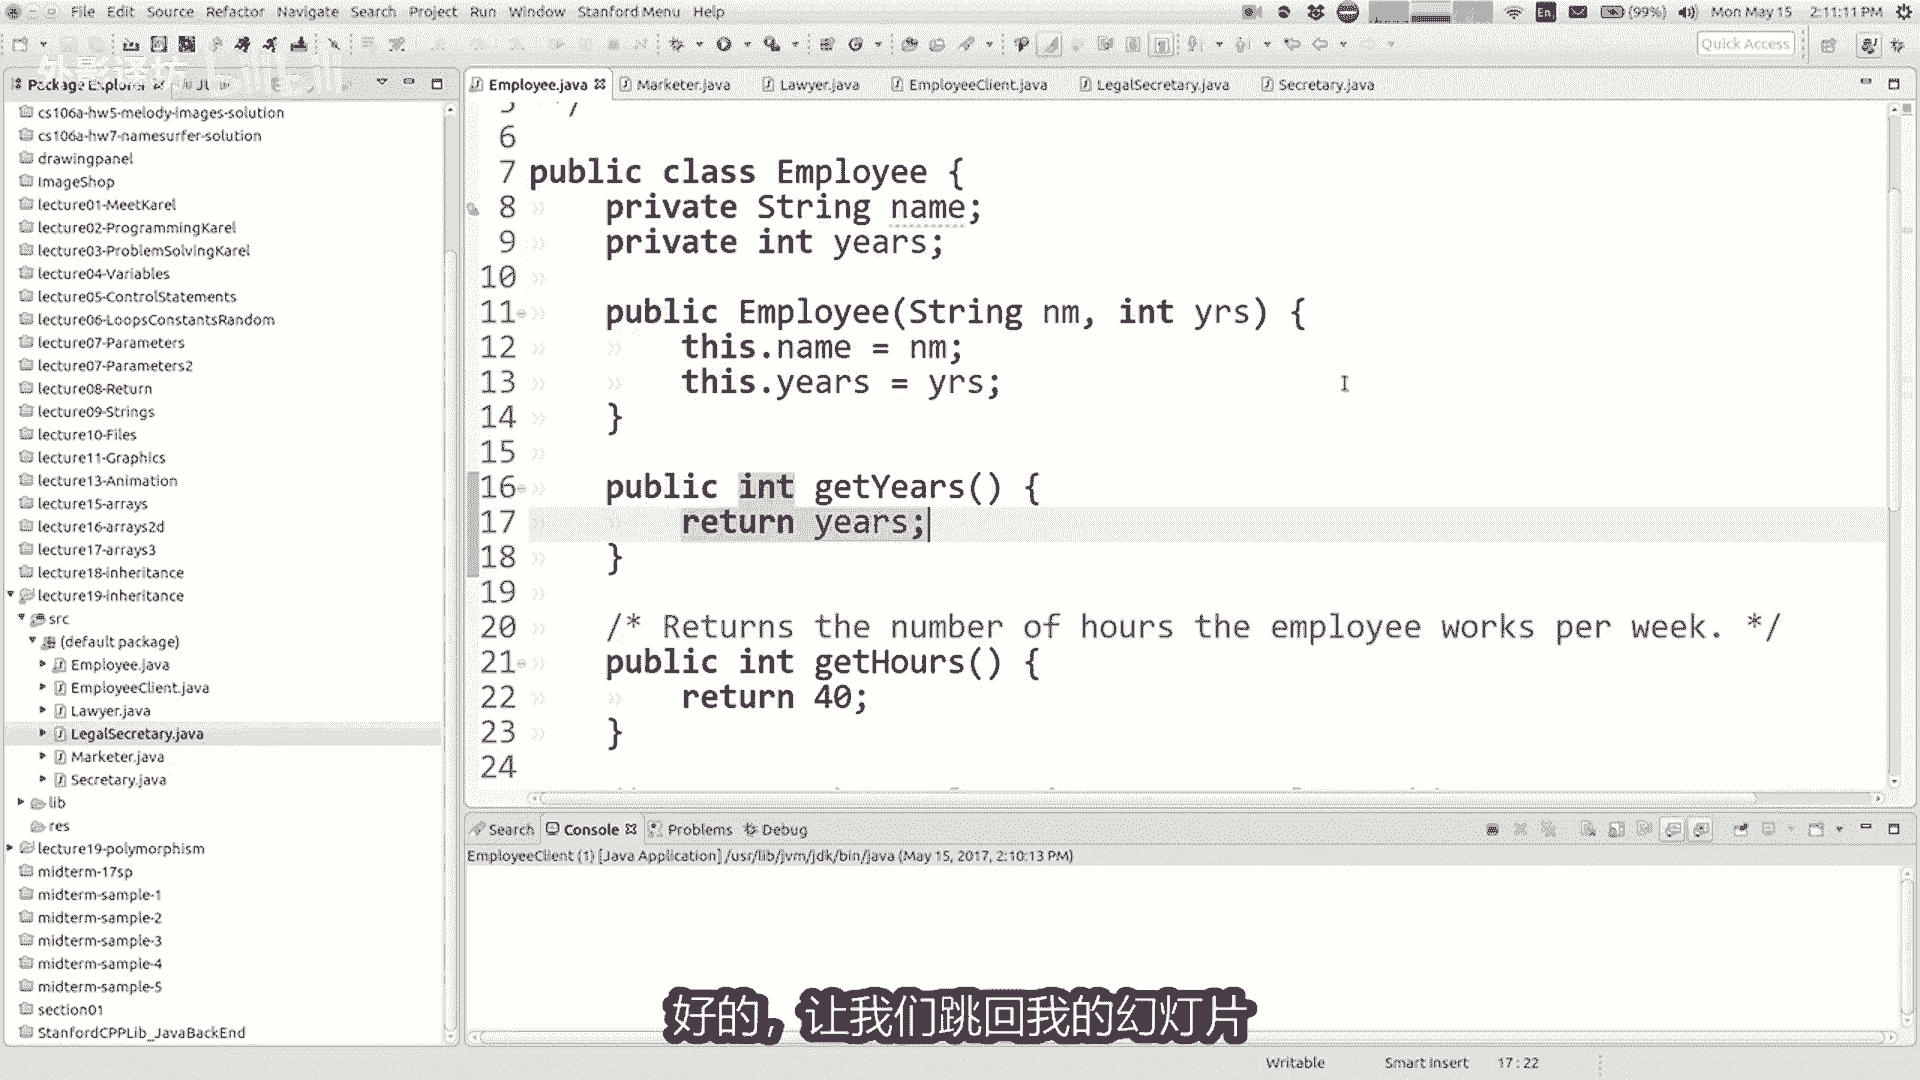 File Edit Source Refactor Navigate Search Project Run Window Stanford Menu Help
En (99%) Mon May 15 2:11:11 PM
Quick Access
Package Explorer
Employee.java Marketer.java Lawyer.java EmployeeClient.java LegalSecretary.java Secretary.java
cs106a-hw5-melody-images-solution
cs106a-hw7-namesurfer-solution
drawingpanel
ImageShop
lecture01-MeetKarel
lecture02-ProgrammingKarel
lecture03-ProblemSolvingKarel
lecture04-Variables
lecture05-ControlStatements
lecture06-LoopsConstantsRandom
lecture07-Parameters
lecture07-Parameters2
lecture08-Return
lecture09-Strings
lecture10-Files
lecture11-Graphics
lecture13-Animation
lecture15-arrays
lecture16-arrays2d
lecture17-arrays3
lecture18-inheritance
lecture19-inheritance
src
(default package)
Employee.java
EmployeeClient.java
Lawyer.java
LegalSecretary.java
Marketer.java
Secretary.java
lib
res
lecture19-polymorphism
midterm-17sp
midterm-sample-1
midterm-sample-2
midterm-sample-3
midterm-sample-4
midterm-sample-5
section01
StanfordCPPLib_JavaBackEnd
5 */
6
7 public class Employee {
8 private String name;
9 private int years;
10
11 public Employee(String nm, int yrs) {
12 this.name = nm;
13 this.years = yrs;
14 }
15
16 public int getYears() {
17 return years;
18 }
19
20 /* Returns the number of hours the employee works per week. */
21 public int getHours() {
22 return 40;
23 }
24
Search Console Problems Debug
EmployeeClient (1) [Java Application] /usr/lib/jvm/jdk/bin/java (May 15, 2017, 2:10:13 PM)
好的，让我们跳回我的幻灯片
Writable Smart Insert 17 : 22